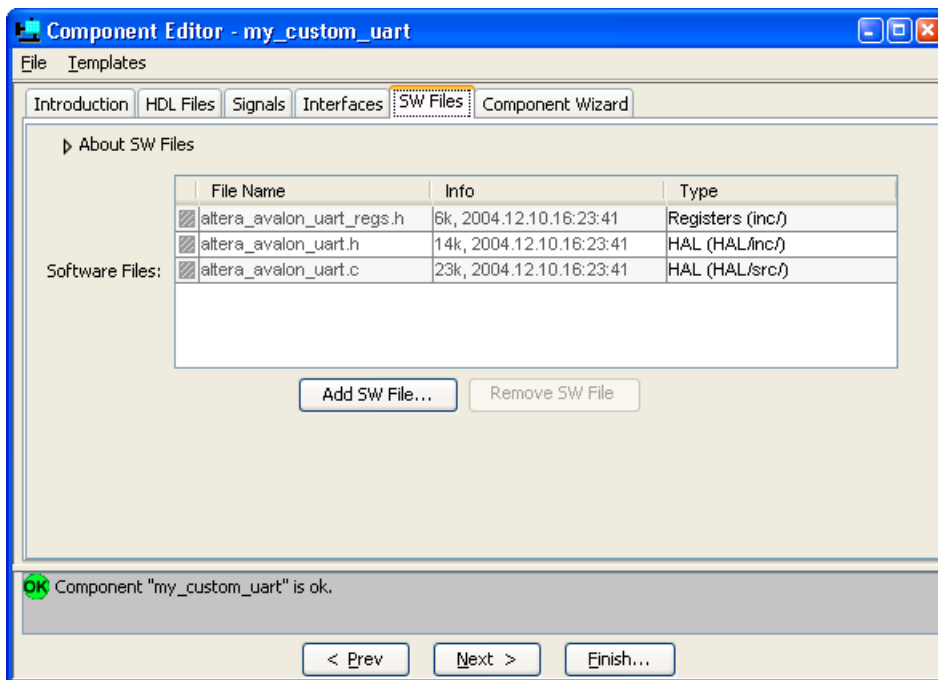 Component Editor - my_custom_uart
File Templates
Introduction HDL Files Signals Interfaces SW Files Component Wizard
About SW Files
File Name Info Type
altera_avalon_uart_regs.h 6k, 2004.12.10.16:23:41 Registers (inc/)
altera_avalon_uart.h 14k, 2004.12.10.16:23:41 HAL (HAL/inc/)
Software Files: altera_avalon_uart.c 23k, 2004.12.10.16:23:41 HAL (HAL/src/)
Add SW File... Remove SW File
OK Component "my_custom_uart" is ok.
< Prev Next > Finish...